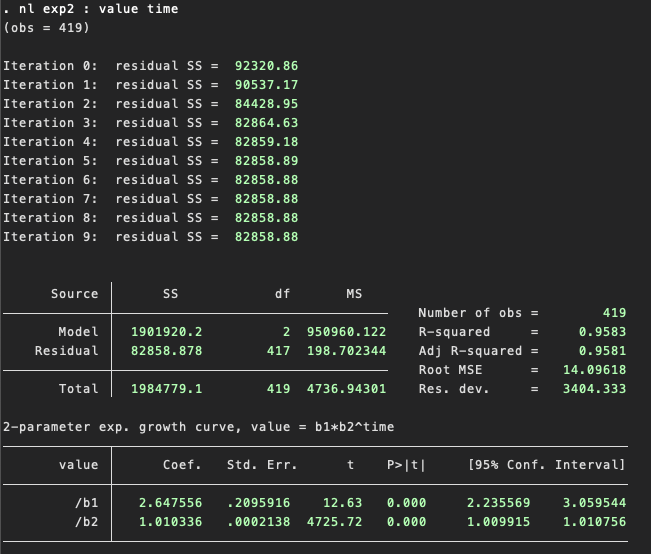 . nl exp2 : value time
(obs = 419)
Iteration 0:  residual SS =  92320.86
Iteration 1:  residual SS =  90537.17
Iteration 2:  residual SS =  84428.95
Iteration 3:  residual SS =  82864.63
Iteration 4:  residual SS =  82859.18
Iteration 5:  residual SS =  82858.89
Iteration 6:  residual SS =  82858.88
Iteration 7:  residual SS =  82858.88
Iteration 8:  residual SS =  82858.88
Iteration 9:  residual SS =  82858.88
Source SS df MS
Number of obs = 419
Model 1901920.2 2 950960.122 R-squared = 0.9583
Residual 82858.878 417 198.702344 Adj R-squared = 0.9581
Root MSE = 14.09618
Total 1984779.1 419 4736.94301 Res. dev. = 3404.333
2-parameter exp. growth curve, value = b1*b2^time
value Coef. Std. Err. t P>|t| [95% Conf. Interval]
/b1 2.647556 .2095916 12.63 0.000 2.235569 3.059544
/b2 1.010336 .0002138 4725.72 0.000 1.009915 1.010756